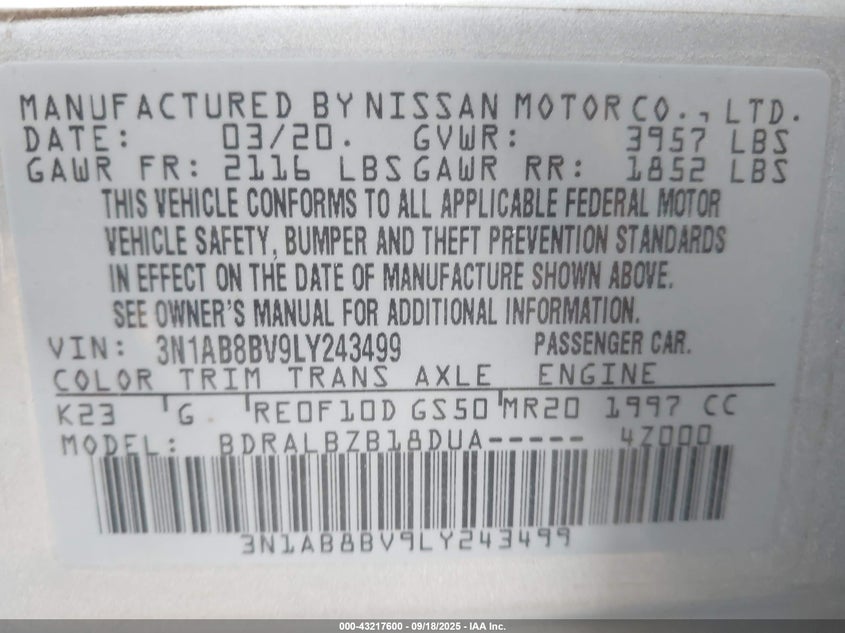 MANUFACTURED BY NISSAN MOTOR CO., LTD.
DATE: 03/20. GVWR: 3957 LBS
GAWR FR: 2116 LBS GAWR RR: 1852 LBS
THIS VEHICLE CONFORMS TO ALL APPLICABLE FEDERAL MOTOR
VEHICLE SAFETY, BUMPER AND THEFT PREVENTION STANDARDS
IN EFFECT ON THE DATE OF MANUFACTURE SHOWN ABOVE.
SEE OWNER'S MANUAL FOR ADDITIONAL INFORMATION.
VIN: 3N1AB8BV9LY243499 PASSENGER CAR.
COLOR TRIM TRANS AXLE ENGINE
K23 G RE0F10D GS50 MR20 1997 CC
MODEL: BDRALBZB18DUA----- 4Z000
3N1AB8BV9LY243499
000-43217600 - 09/18/2025 - IAA Inc.